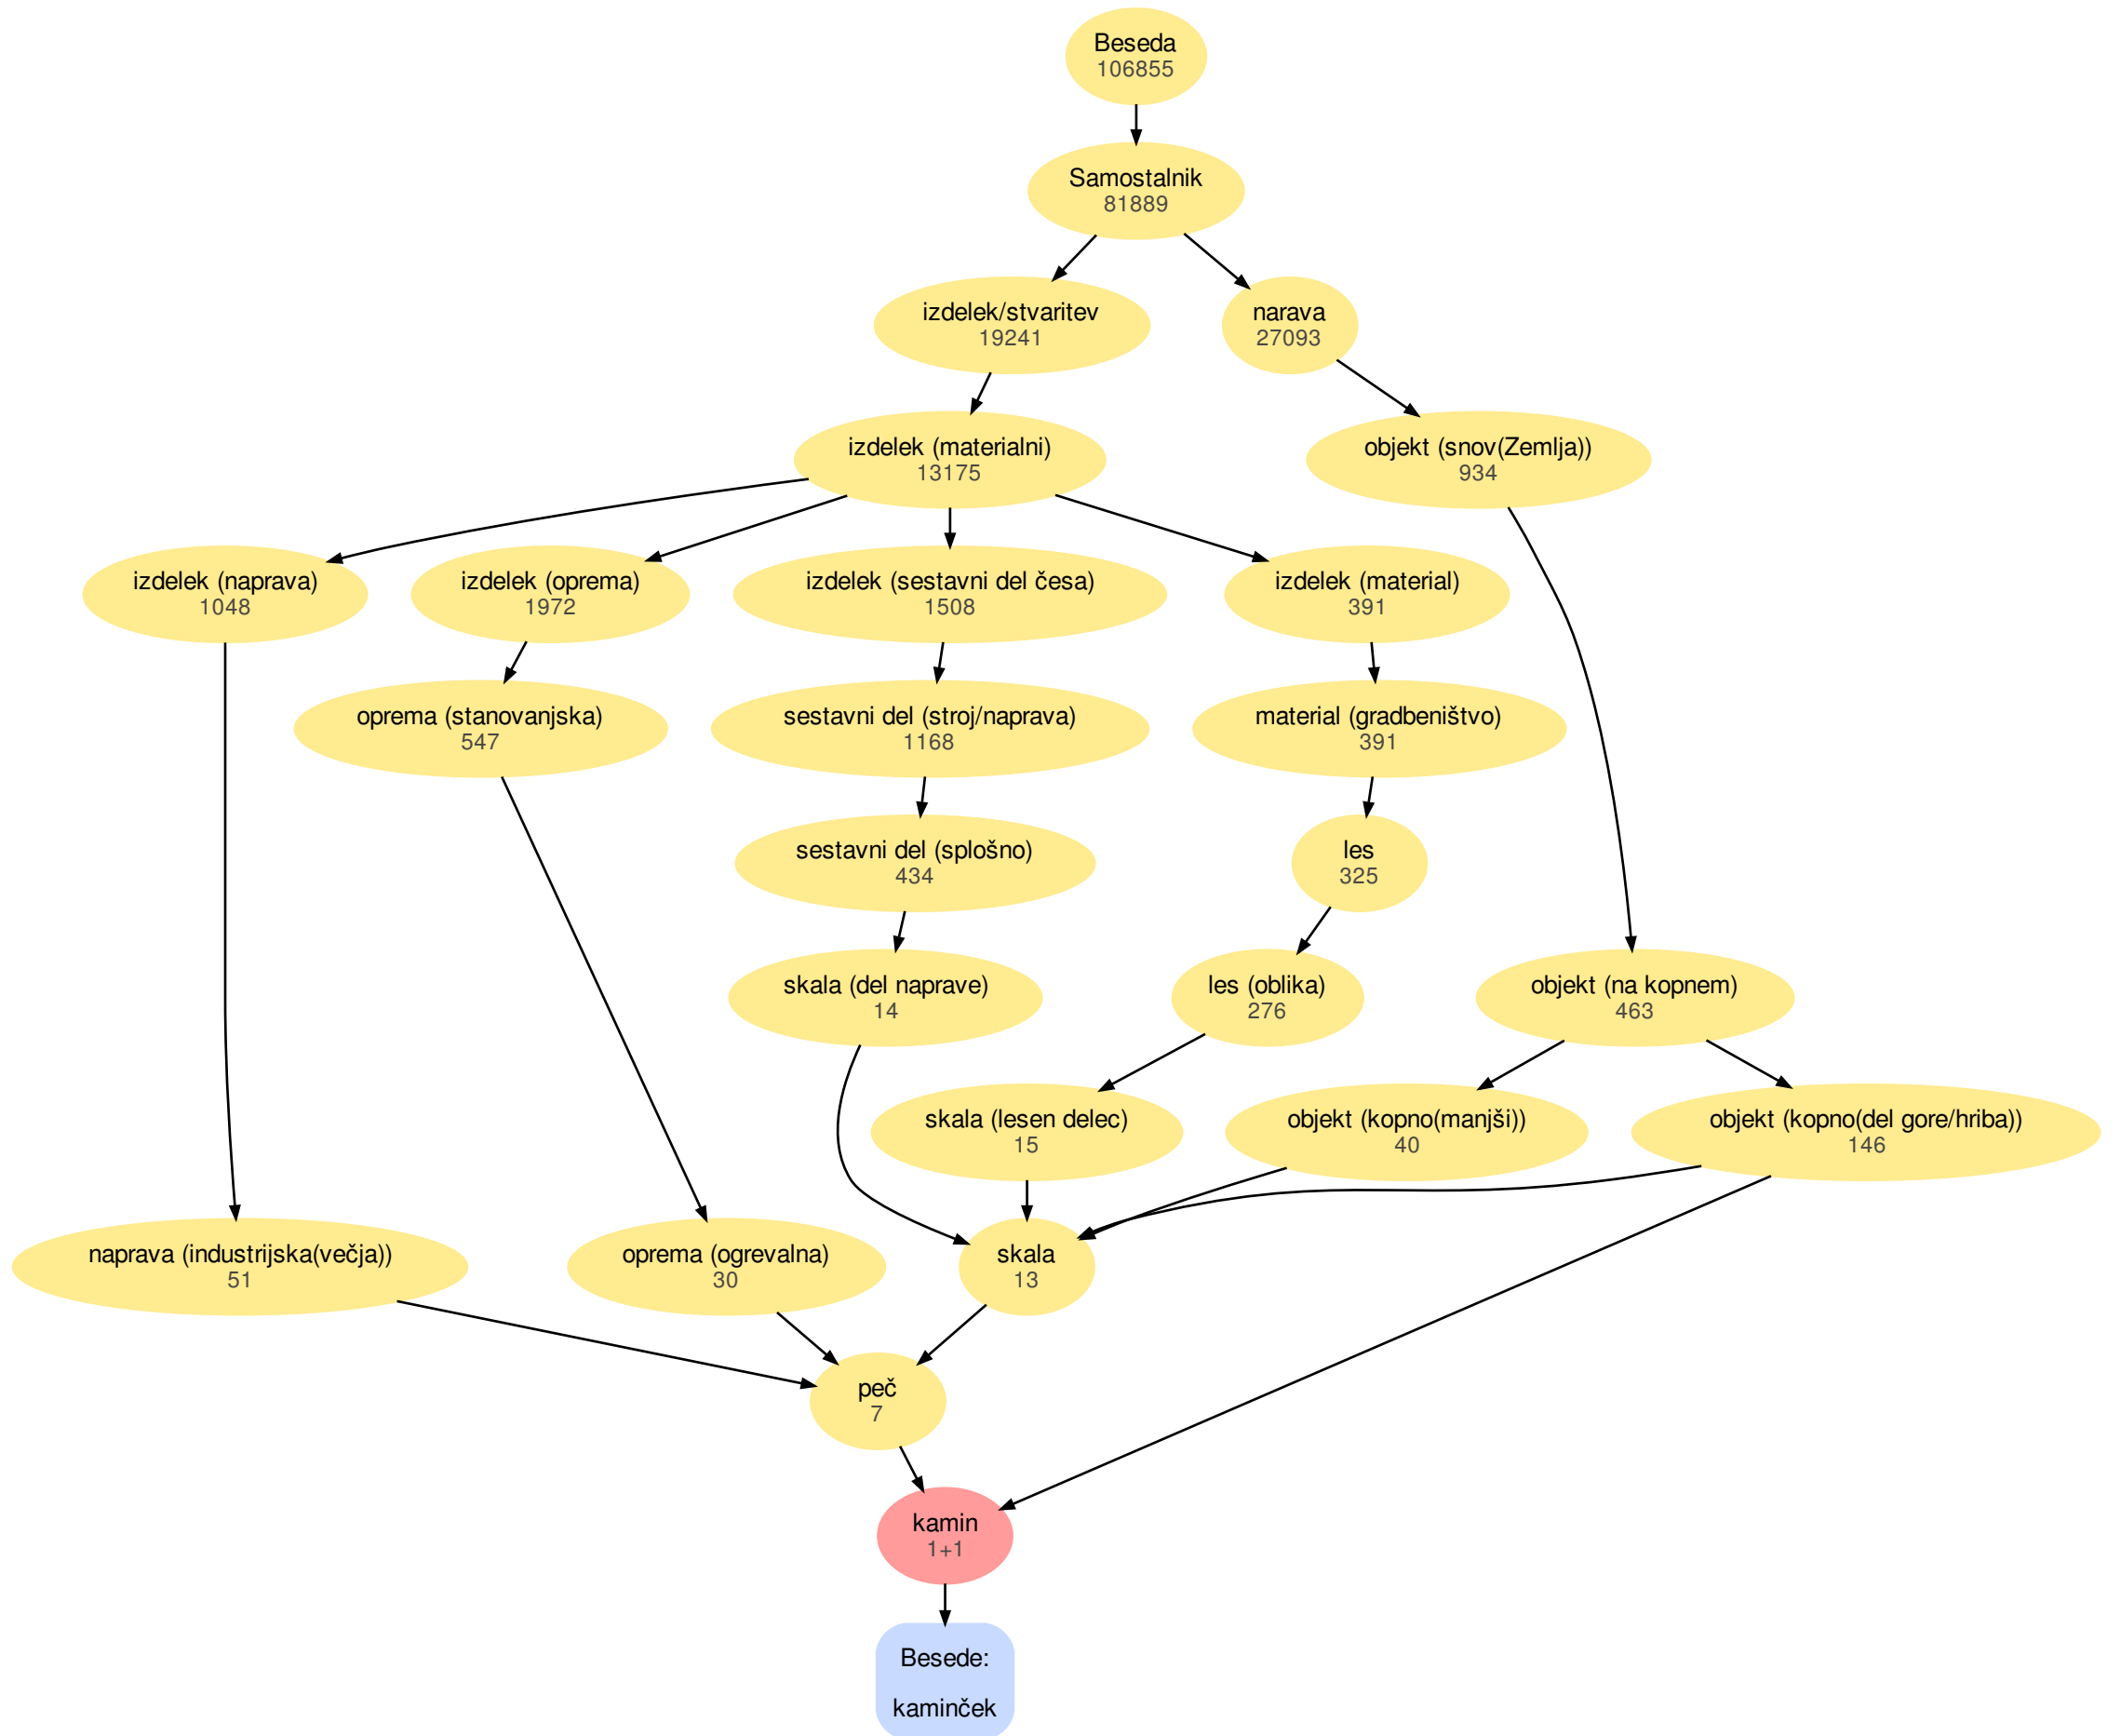 Beseda
106855
Samostalnik
81889
izdelek/stvaritev
19241
narava
27093
izdelek (materialni)
13175
objekt (snov(Zemlja))
934
izdelek (naprava)
1048
izdelek (oprema)
1972
izdelek (sestavni del česa)
1508
izdelek (material)
391
oprema (stanovanjska)
547
sestavni del (stroj/naprava)
1168
material (gradbeništvo)
391
sestavni del (splošno)
434
les
325
skala (del naprave)
14
les (oblika)
276
objekt (na kopnem)
463
skala (lesen delec)
15
objekt (kopno(manjši))
40
objekt (kopno(del gore/hriba))
146
naprava (industrijska(večja))
51
oprema (ogrevalna)
30
skala
13
peč
7
kamin
1+1
Besede:
kaminček